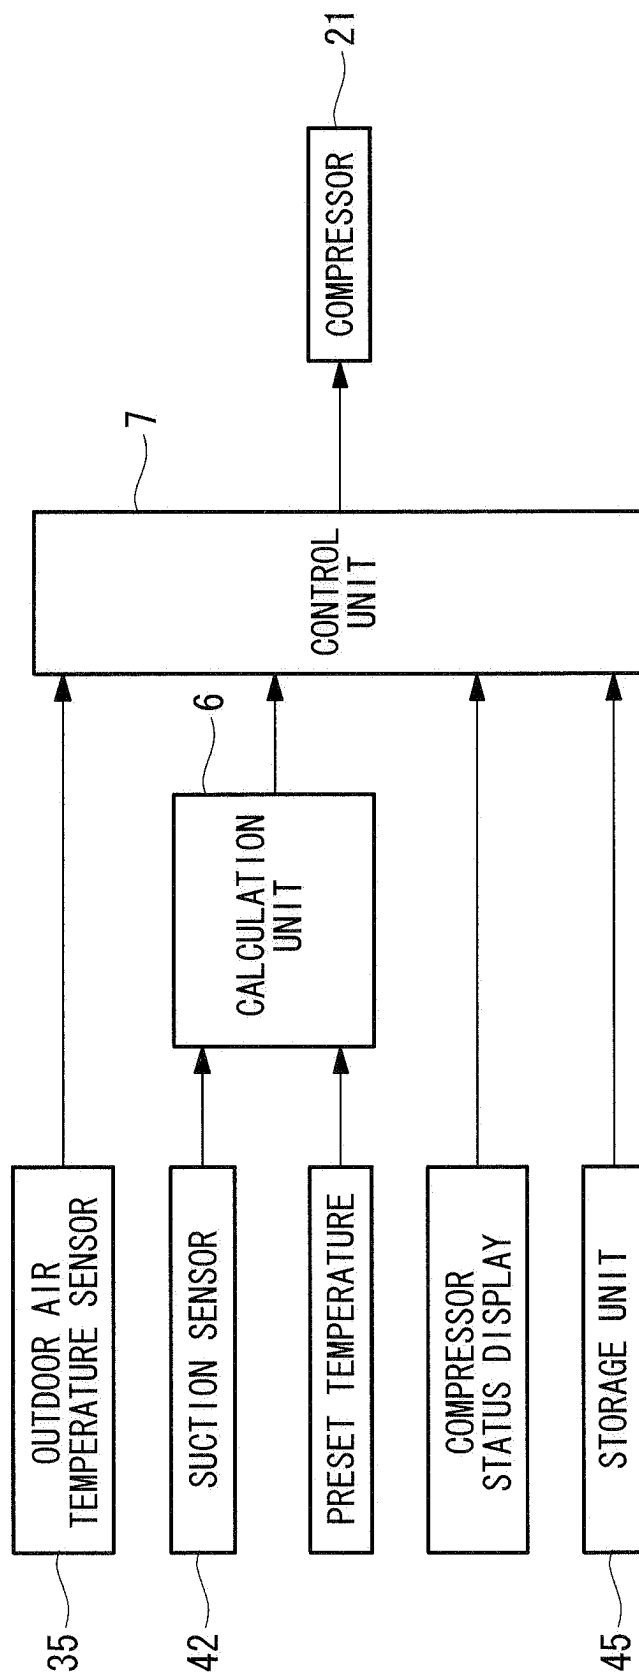 35
OUTDOOR AIR
TEMPERATURE SENSOR
42
SUCTION SENSOR
PRESET TEMPERATURE
COMPRESSOR
STATUS DISPLAY
45
STORAGE UNIT
6
CALCULATION
UNIT
7
CONTROL
UNIT
21
COMPRESSOR